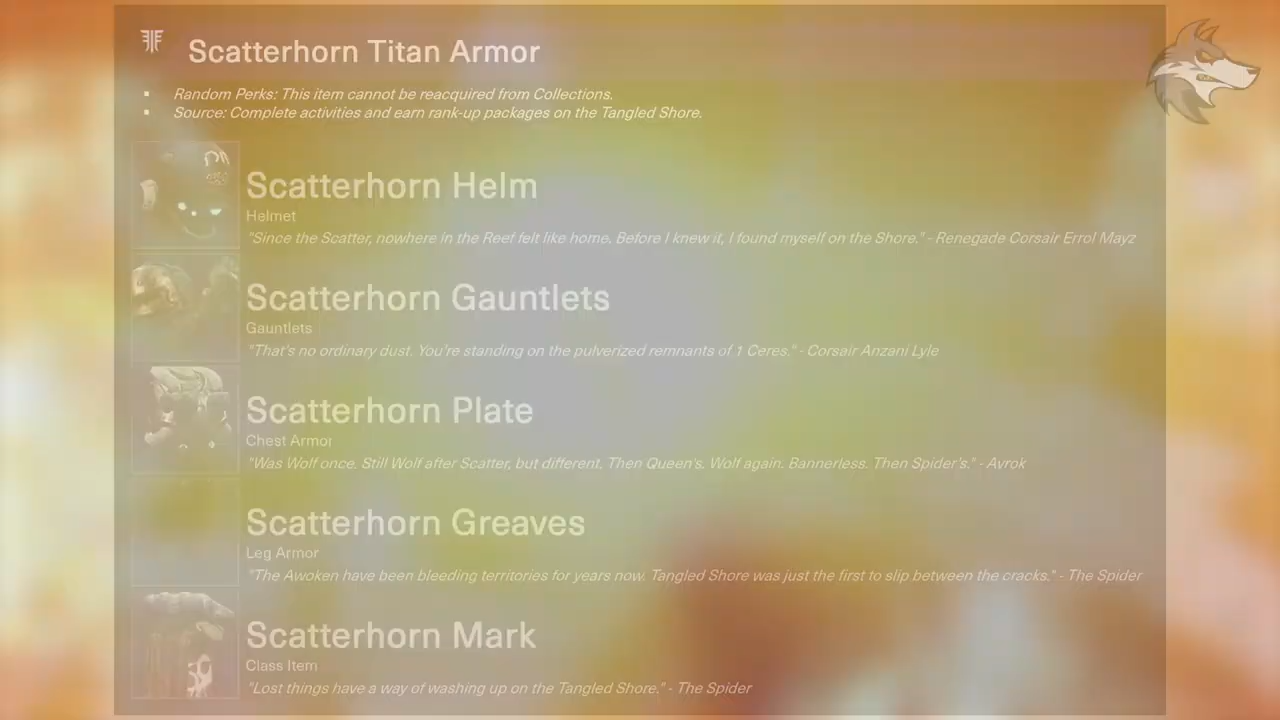 Scatterhorn Titan Armor
Random Perks: This item cannot be reacquired from Collections.
Source: Complete activities and earn rank-up packages on the Tangled Shore.
Scatterhorn Helm
Helmet
"Since the Scatter, nowhere in the Reef felt like home. Before I knew it, I found myself on the Shore." - Renegade Corsair Errol Mayz
Scatterhorn Gauntlets
Gauntlets
"That's no ordinary dust. You're standing on the pulverized remnants of 1 Ceres." - Corsair Anzani Lyle
Scatterhorn Plate
Chest Armor
"Was Wolf once. Still Wolf after Scatter, but different. Then Queen's. Wolf again. Bannerless. Then Spider's." - Avrok
Scatterhorn Greaves
Leg Armor
"The Awoken have been bleeding territories for years now. Tangled Shore was just the first to slip between the cracks." - The Spider
Scatterhorn Mark
Class Item
"Lost things have a way of washing up on the Tangled Shore." - The Spider